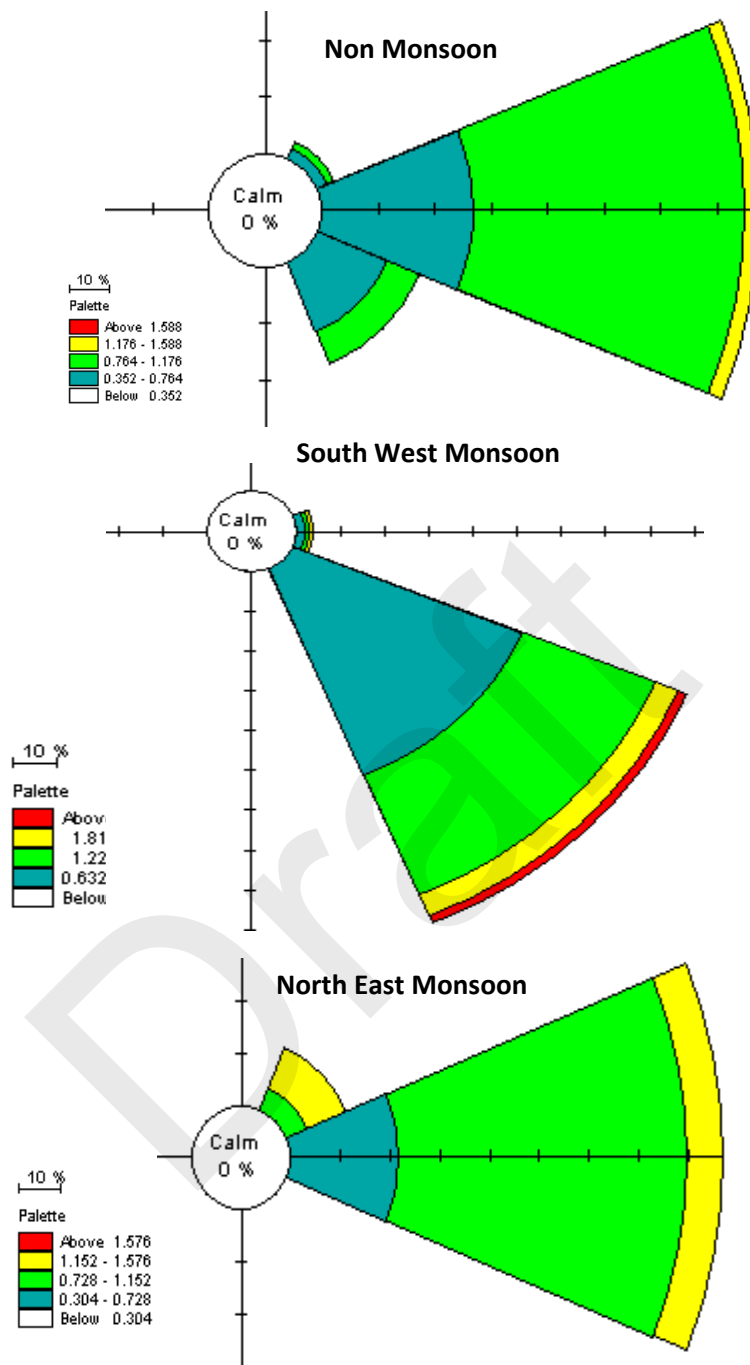 Non Monsoon
Calm
0 %
10 %
Palette
Above 1.588
1.176 - 1.588
0.764 - 1.176
0.352 - 0.764
Below 0.352
South West Monsoon
Calm
0 %
10 %
Palette
Abov
1.81
1.22
0.632
Below
North East Monsoon
Calm
0 %
10 %
Palette
Above 1.576
1.152 - 1.576
0.728 - 1.152
0.304 - 0.728
Below 0.304
Draft